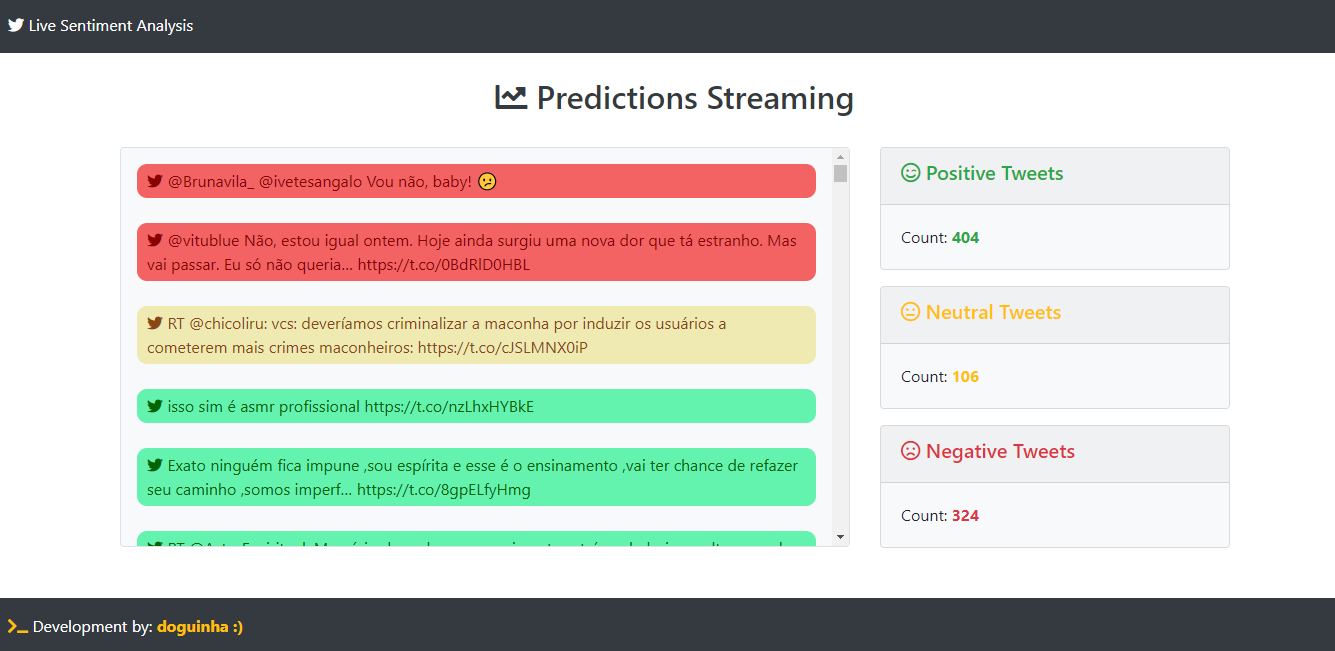 Live Sentiment Analysis
Predictions Streaming
@Brunavila_ @ivetesangalo Vou não, baby! 😕
@vitublue Não, estou igual ontem. Hoje ainda surgiu uma nova dor que tá estranho. Mas
vai passar. Eu só não queria… https://t.co/0BdRlD0HBL
RT @chicoliru: vcs: deveríamos criminalizar a maconha por induzir os usuários a
cometerem mais crimes maconheiros: https://t.co/cJSLMNX0iP
isso sim é asmr profissional https://t.co/nzLhxHYBkE
Exato ninguém fica impune ,sou espírita e esse é o ensinamento ,vai ter chance de refazer
seu caminho ,somos imperf… https://t.co/8gpELfyHmg
Positive Tweets
Count: 404
Neutral Tweets
Count: 106
Negative Tweets
Count: 324
Development by: doguinha :)